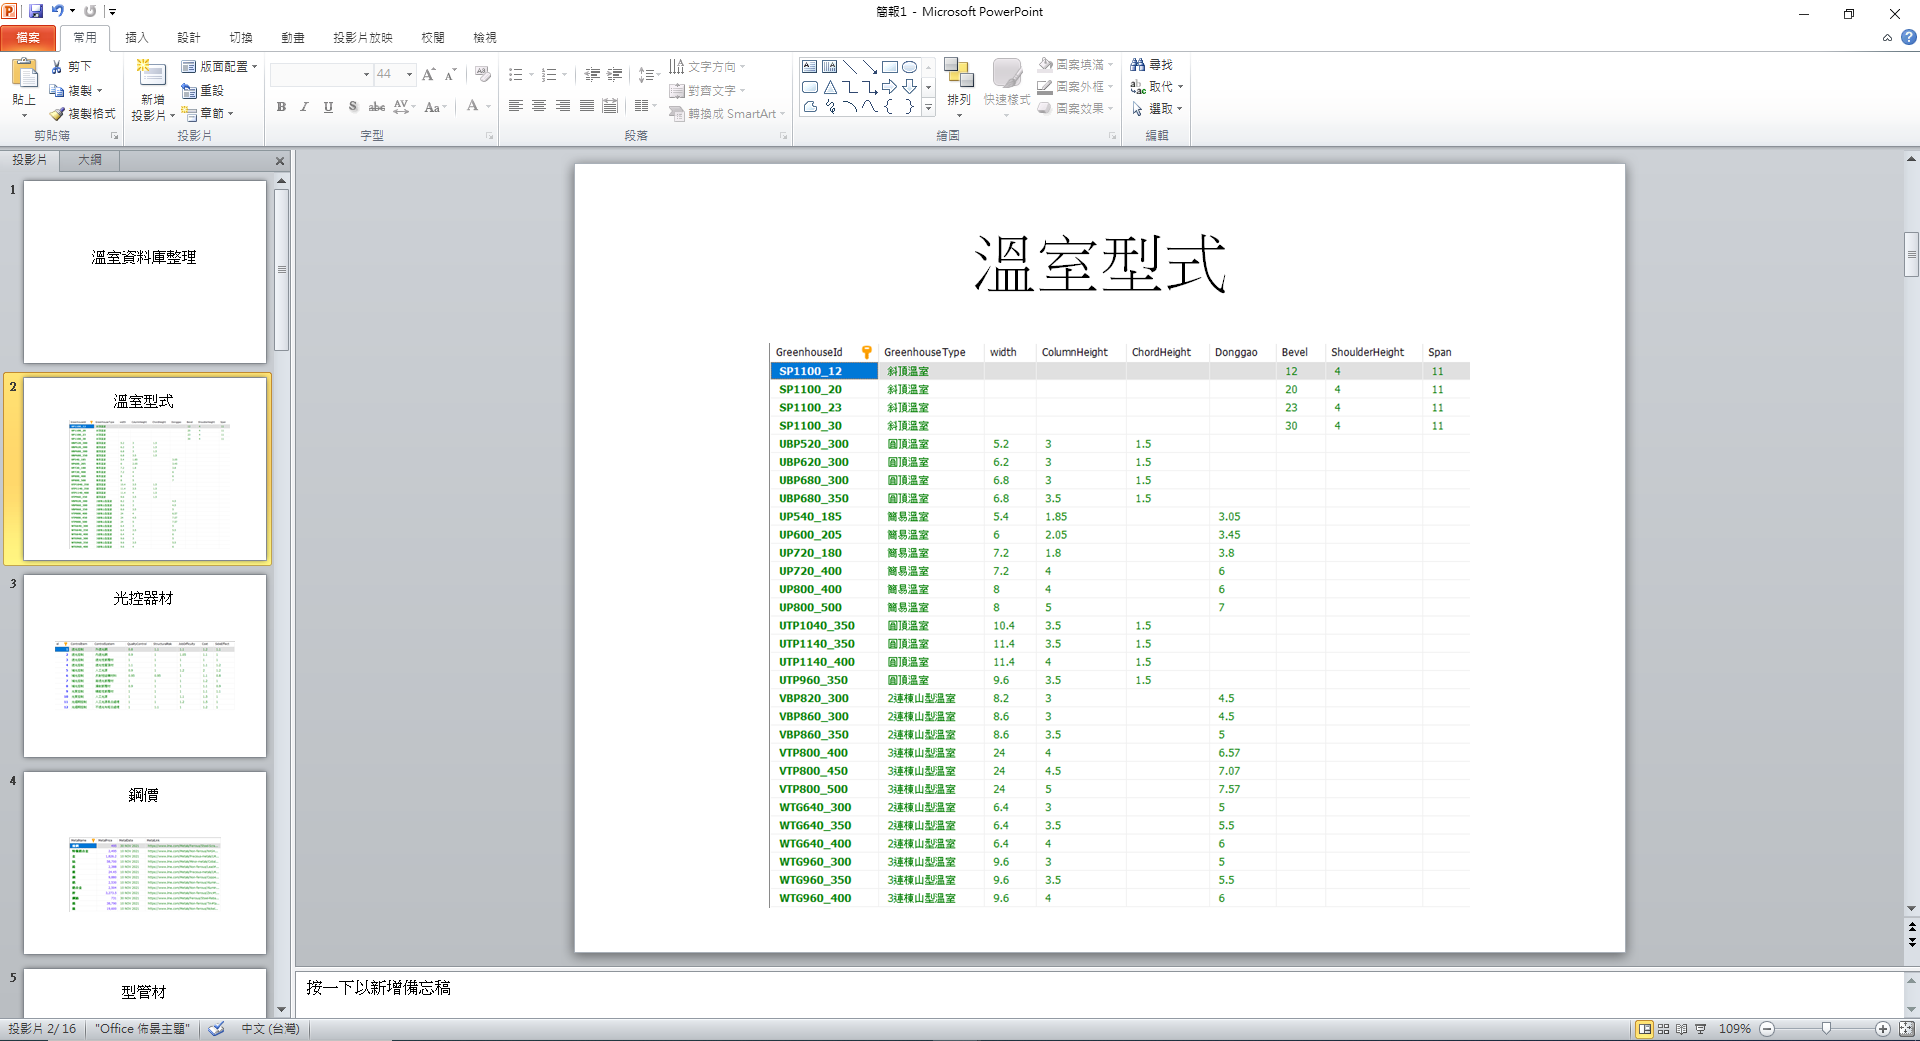 簡報1 - Microsoft PowerPoint
檔案 常用 插入 設計 切換 動畫 投影片放映 校閱 檢視
貼上 剪下 複製 複製格式 剪貼簿
新增投影片 版面配置 重設 章節 投影片
44 字型
文字方向 對齊文字 轉換成 SmartArt 段落
排列 快速樣式 圖案填滿 圖案外框 圖案效果 繪圖
尋找 取代 選取 編輯
投影片 大綱
1 溫室資料庫整理
2 溫室型式
3 光控器材
4 鋼價
5 型管材
溫室型式
GreenhouseId GreenhouseType width ColumnHeight ChordHeight Donggao Bevel ShoulderHeight Span
SP1100_12 斜頂溫室 12 4 11
SP1100_20 斜頂溫室 20 4 11
SP1100_23 斜頂溫室 23 4 11
SP1100_30 斜頂溫室 30 4 11
UBP520_300 圓頂溫室 5.2 3 1.5
UBP620_300 圓頂溫室 6.2 3 1.5
UBP680_300 圓頂溫室 6.8 3 1.5
UBP680_350 圓頂溫室 6.8 3.5 1.5
UP540_185 簡易溫室 5.4 1.85 3.05
UP600_205 簡易溫室 6 2.05 3.45
UP720_180 簡易溫室 7.2 1.8 3.8
UP720_400 簡易溫室 7.2 4 6
UP800_400 簡易溫室 8 4 6
UP800_500 簡易溫室 8 5 7
UTP1040_350 圓頂溫室 10.4 3.5 1.5
UTP1140_350 圓頂溫室 11.4 3.5 1.5
UTP1140_400 圓頂溫室 11.4 4 1.5
UTP960_350 圓頂溫室 9.6 3.5 1.5
VBP820_300 2連棟山型溫室 8.2 3 4.5
VBP860_300 2連棟山型溫室 8.6 3 4.5
VBP860_350 2連棟山型溫室 8.6 3.5 5
VTP800_400 3連棟山型溫室 24 4 6.57
VTP800_450 3連棟山型溫室 24 4.5 7.07
VTP800_500 3連棟山型溫室 24 5 7.57
WTG640_300 2連棟山型溫室 6.4 3 5
WTG640_350 2連棟山型溫室 6.4 3.5 5.5
WTG640_400 2連棟山型溫室 6.4 4 6
WTG960_300 3連棟山型溫室 9.6 3 5
WTG960_350 3連棟山型溫室 9.6 3.5 5.5
WTG960_400 3連棟山型溫室 9.6 4 6
按一下以新增備忘稿
投影片 2/ 16 "Office 佈景主題" 中文 (台灣) 109%